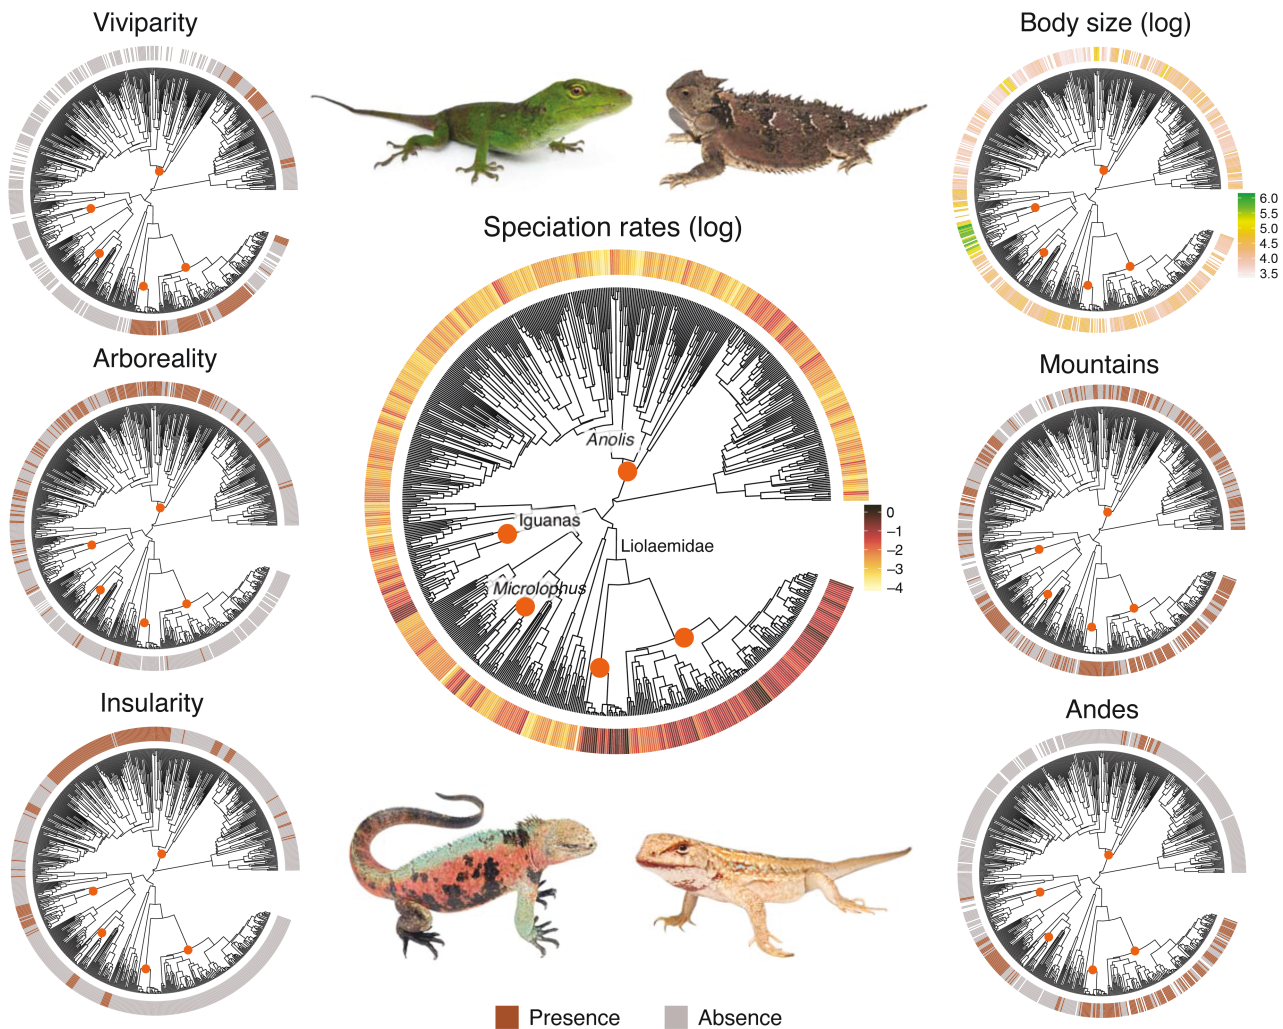 Viviparity
Body size (log)
6.0
5.5
5.0
4.5
4.0
3.5
Speciation rates (log)
Arboreality
Mountains
Anolis
Iguanas
Liolaemidae
Microlophus
0
−1
−2
−3
−4
Insularity
Andes
Presence
Absence